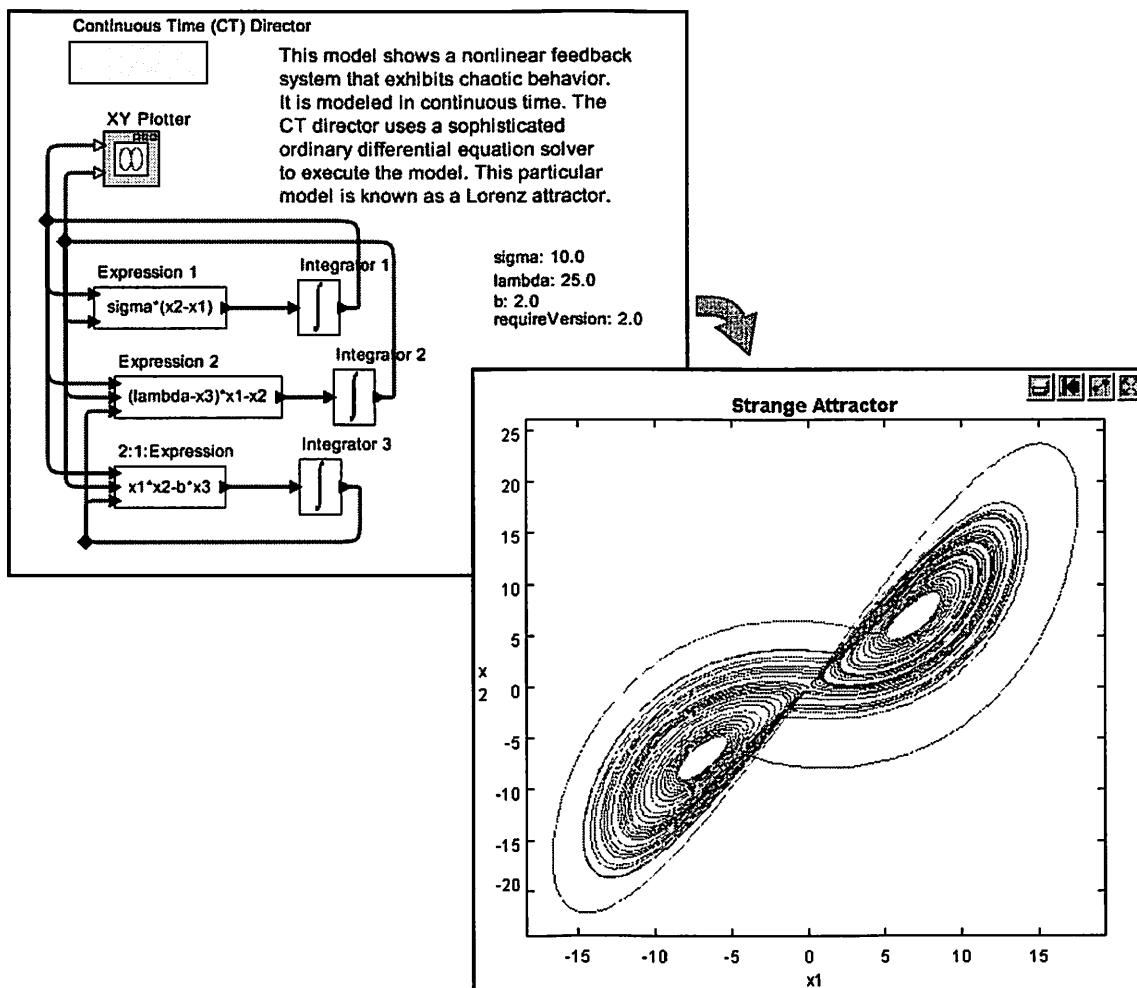 Continuous Time (CT) Director
This model shows a nonlinear feedback
system that exhibits chaotic behavior.
It is modeled in continuous time. The
CT director uses a sophisticated
ordinary differential equation solver
to execute the model. This particular
model is known as a Lorenz attractor.
XY Plotter
sigma: 10.0
lambda: 25.0
b: 2.0
requireVersion: 2.0
Expression 1
sigma*(x2-x1)
Integrator 1
Expression 2
(lambda-x3)*x1-x2
Integrator 2
2:1:Expression
x1*x2-b*x3
Integrator 3
Strange Attractor
25
20
15
10
5
0
-5
-10
-15
-20
x
2
-15
-10
-5
0
5
10
15
x1